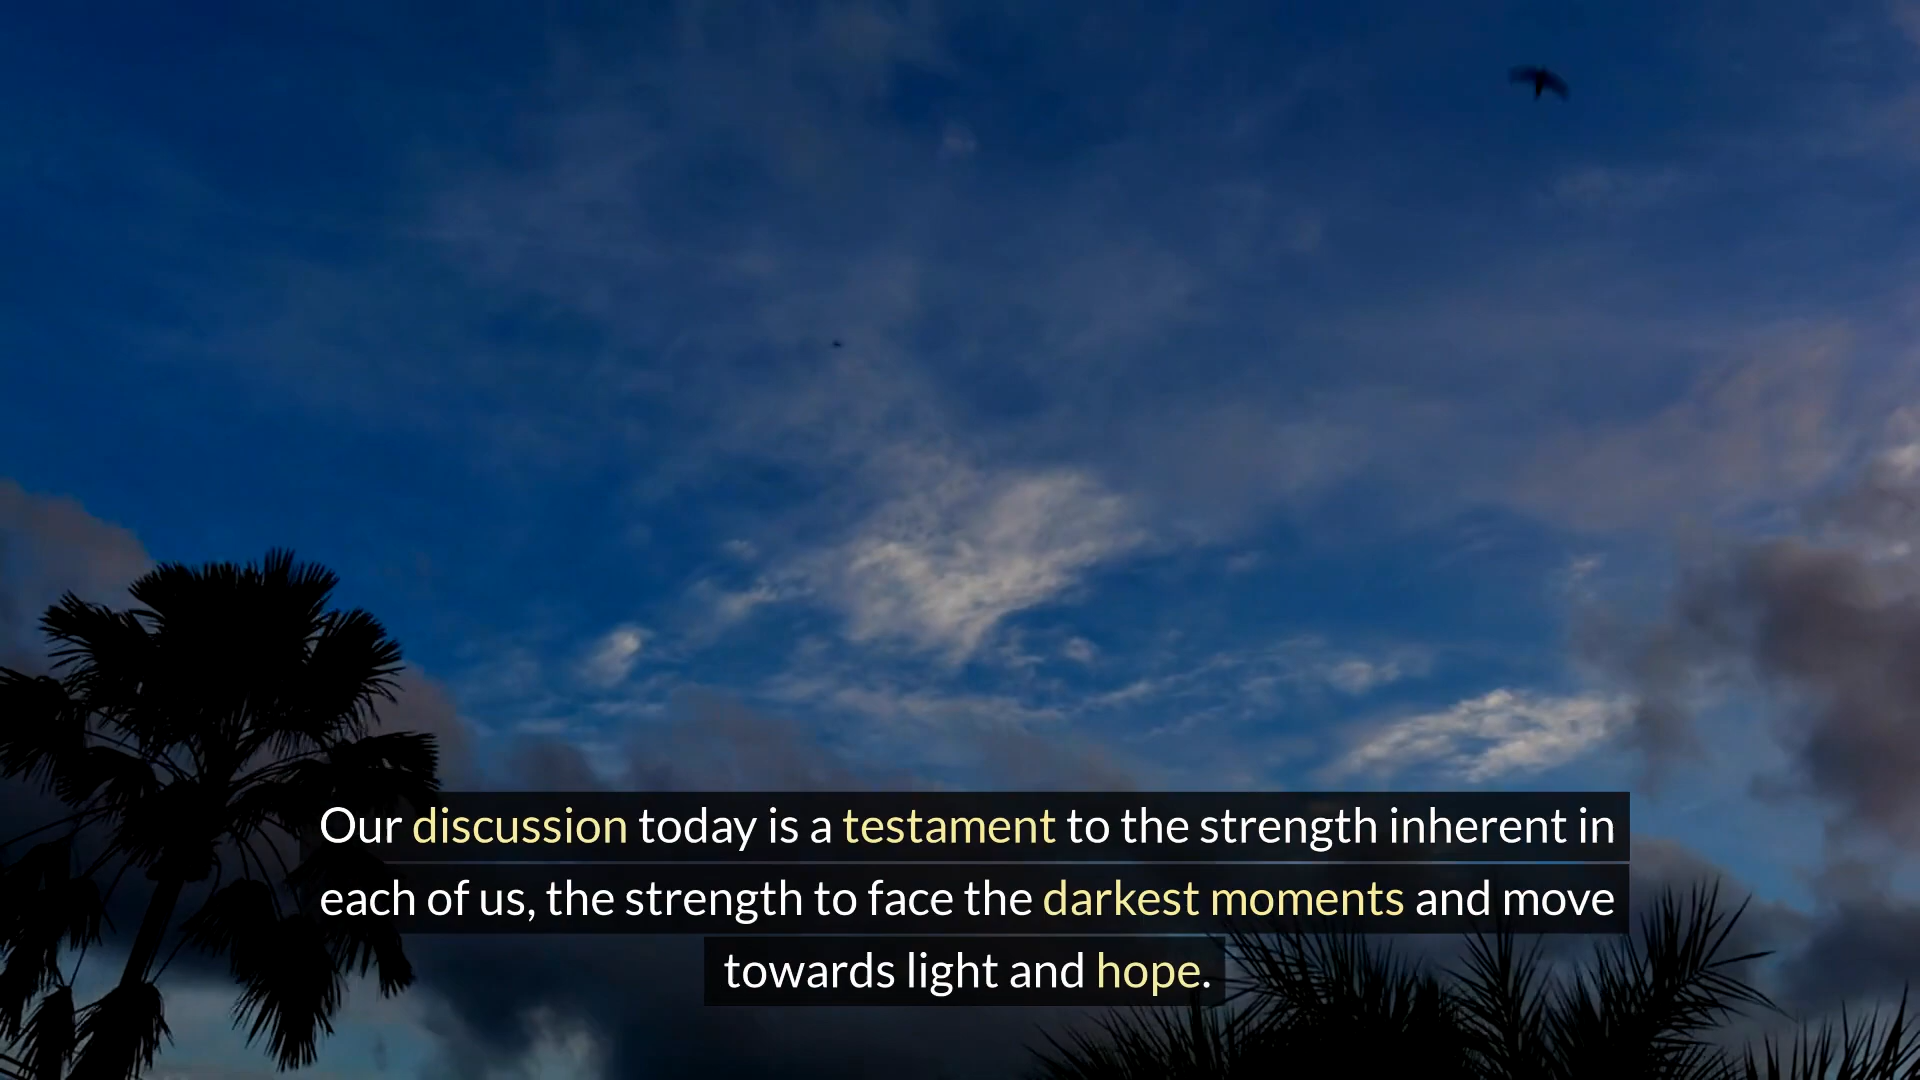 Our discussion today is a testament to the strength inherent in
each of us, the strength to face the darkest moments and move
towards light and hope.